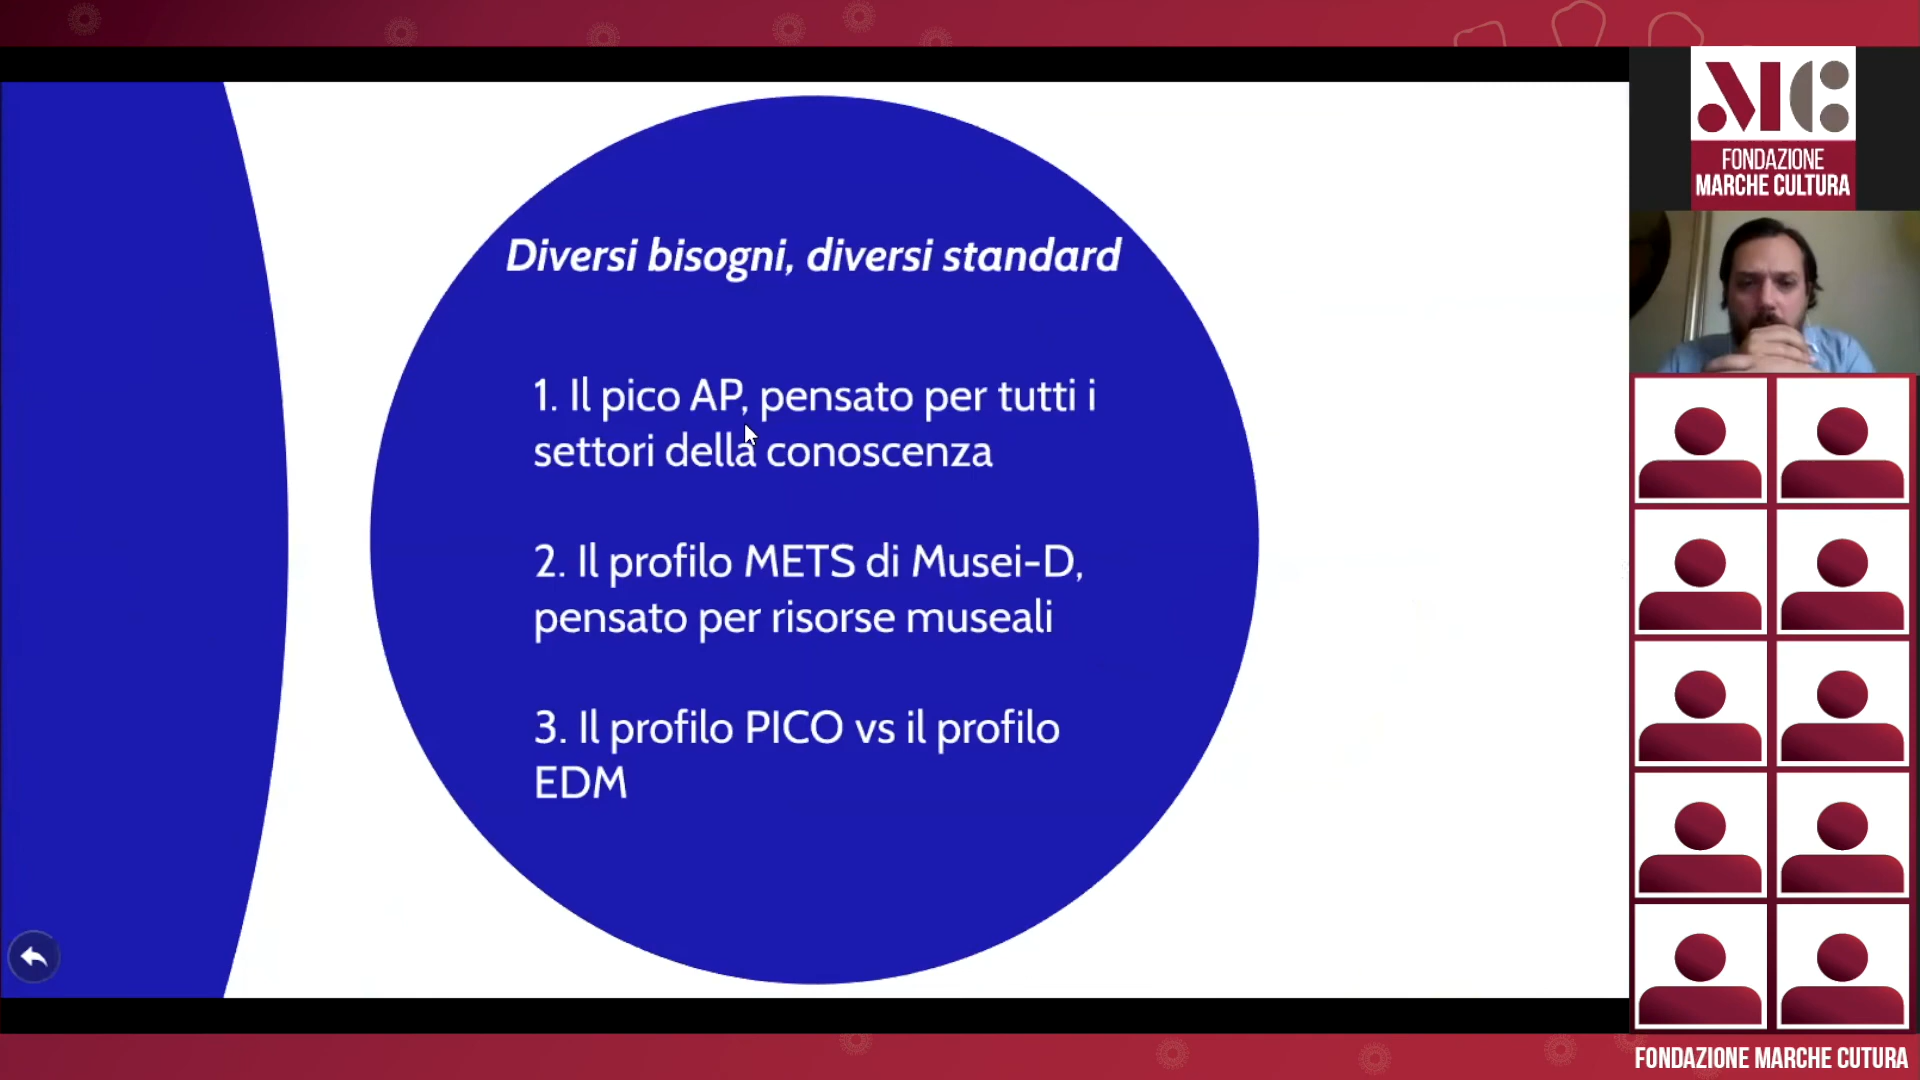 Diversi bisogni, diversi standard
1. Il pico AP, pensato per tutti i
settori della conoscenza
2. Il profilo METS di Musei-D,
pensato per risorse museali
3. Il profilo PICO vs il profilo
EDM
MC
FONDAZIONE
MARCHE CULTURA
FONDAZIONE MARCHE CUTURA